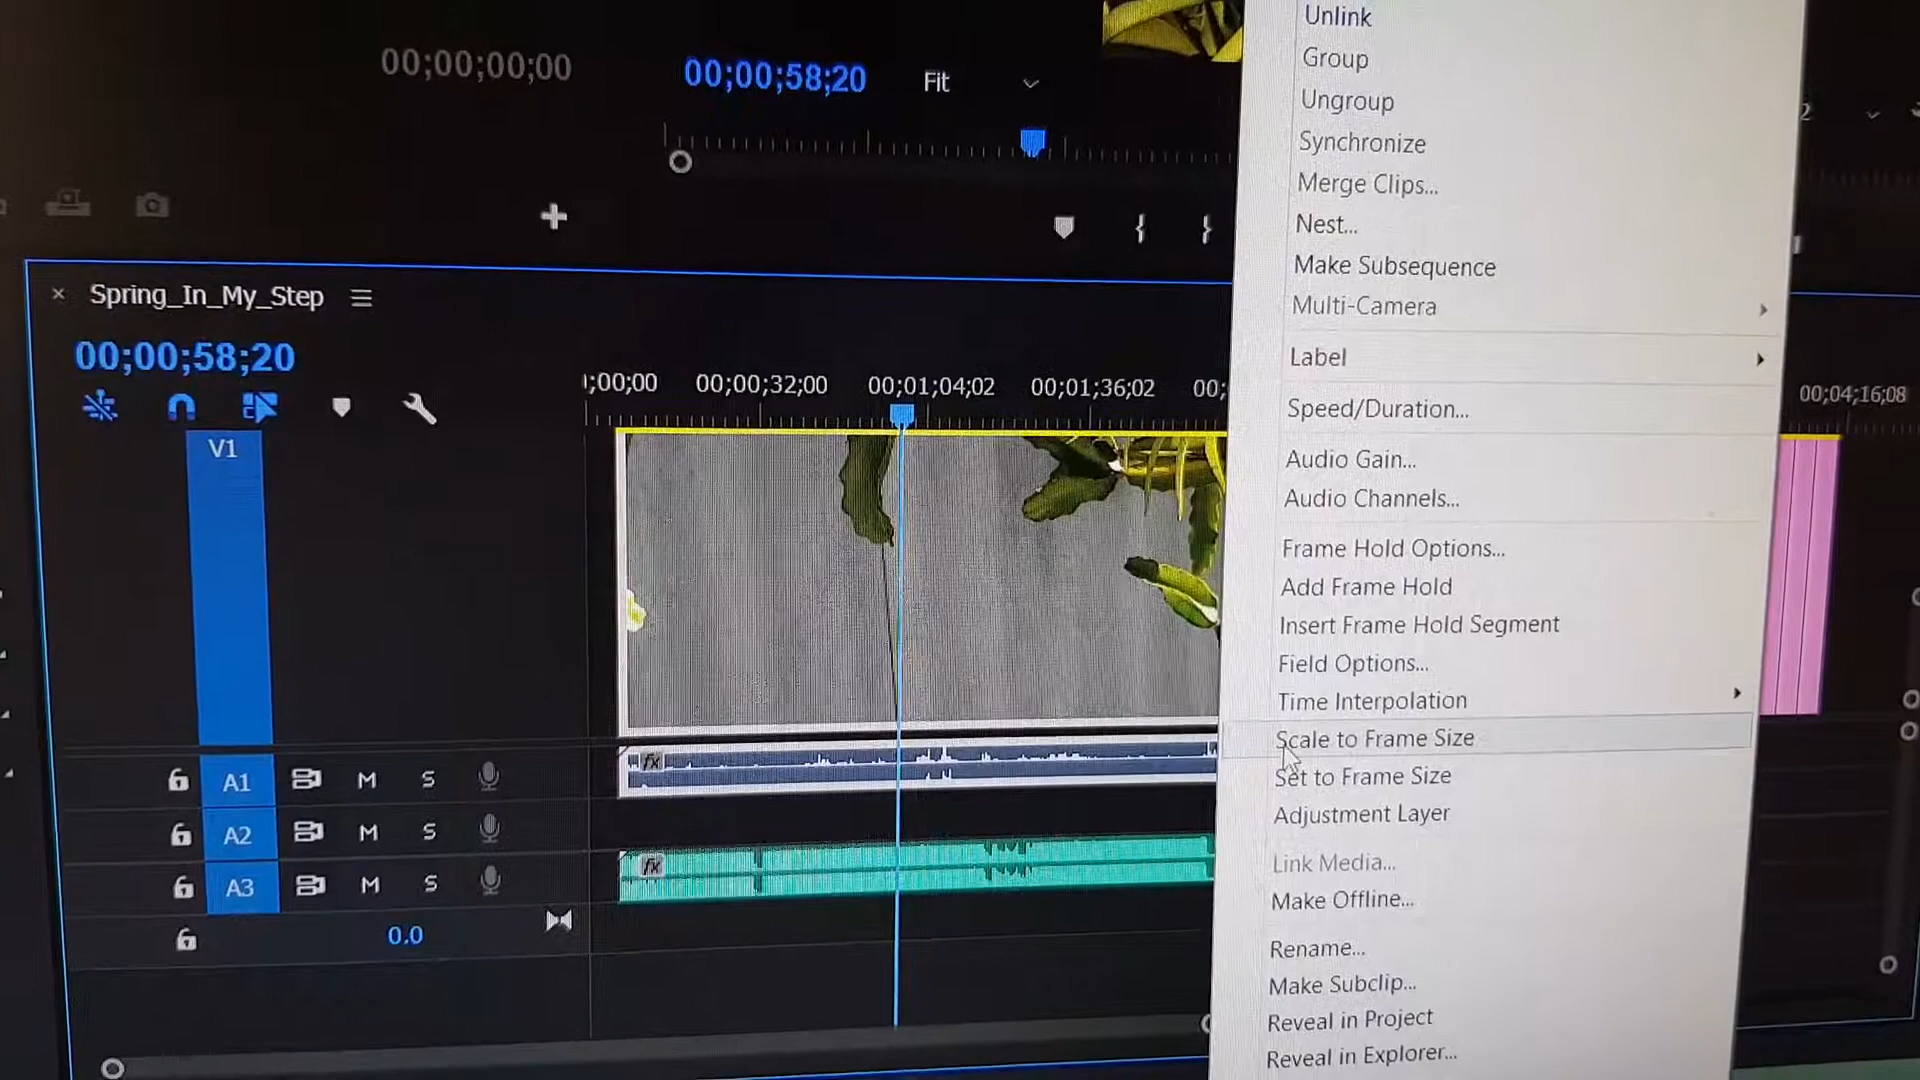 00;00;00;00
00;00;58;20
Fit
2
Spring_In_My_Step
00;00;58;20
;00;00
00;00;32;00
00;01;04;02
00;01;36;02
00;
00;04;16;08
V1
fx
A1
M
S
A2
M
S
fx
A3
M
S
0.0
Unlink
Group
Ungroup
Synchronize
Merge Clips...
Nest...
Make Subsequence
Multi-Camera
Label
Speed/Duration...
Audio Gain...
Audio Channels...
Frame Hold Options...
Add Frame Hold
Insert Frame Hold Segment
Field Options...
Time Interpolation
Scale to Frame Size
Set to Frame Size
Adjustment Layer
Link Media...
Make Offline...
Rename...
Make Subclip...
Reveal in Project
Reveal in Explorer...